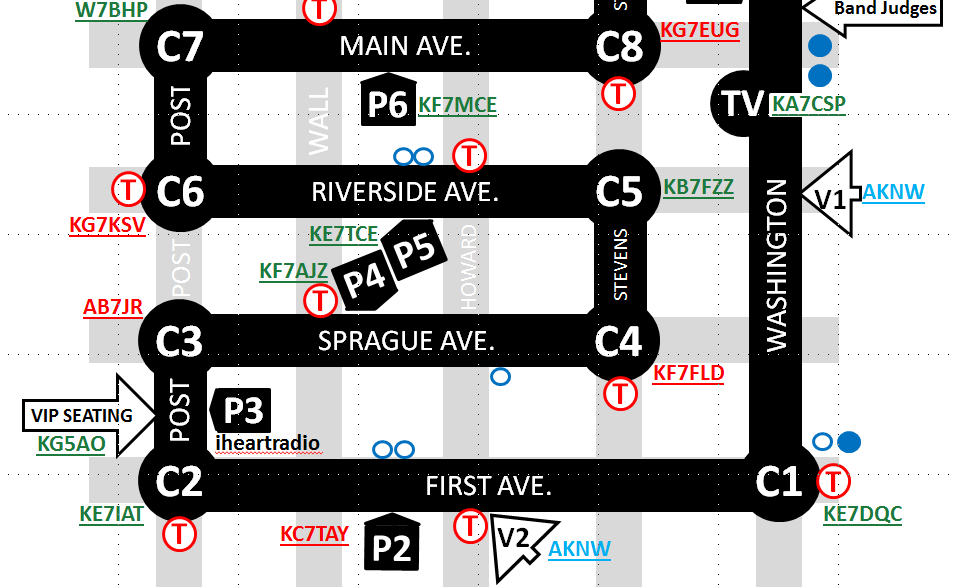 W7BHP
T
S
Band Judges
C7
MAIN AVE.
C8
KG7EUG
POST
WALL
P6
KF7MCE
T
TV
KA7CSP
T
C6
T
RIVERSIDE AVE.
C5
KB7FZZ
V1
AKNW
KG7KSV
KE7TCE
P5
POST
HOWARD
STEVENS
WASHINGTON
KF7AJZ
P4
AB7JR
T
C3
SPRAGUE AVE.
C4
KF7FLD
T
VIP SEATING
POST
P3
KG5AO
iheartradio
C2
FIRST AVE.
C1
T
KE7IAT
KE7DQC
T
KC7TAY
P2
T
V2
AKNW